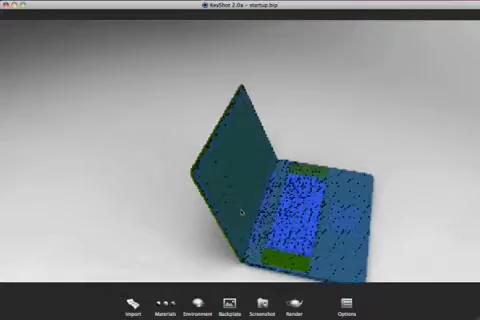 KeyShot 2.0a - startup.bip
Import Materials Environment Backplate Screenshot Render Options